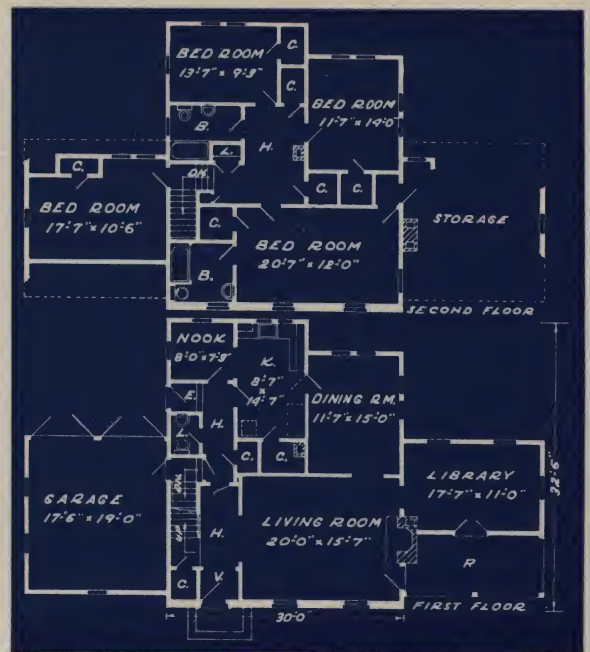 BED ROOM
13'-7" x 9'-9"
C.
C.
BED ROOM
11'-7" x 14'-0"
B.
L.
H.
C.
DN.
C.
C.
BED ROOM
17'-7" x 10'-6"
C.
BED ROOM
20'-7" x 12'-0"
STORAGE
B.
SECOND FLOOR
NOOK
8'-0" x 7'-9"
K.
8'-7"
x
14'-7"
DINING RM.
11'-7" x 15'-0"
E.
L.
H.
C.
C.
LIBRARY
17'-7" x 11'-0"
32'-6"
GARAGE
17'-6" x 19'-0"
DN.
UP
H.
LIVING ROOM
20'-0" x 15'-7"
C.
V.
FIRST FLOOR
30'-0"